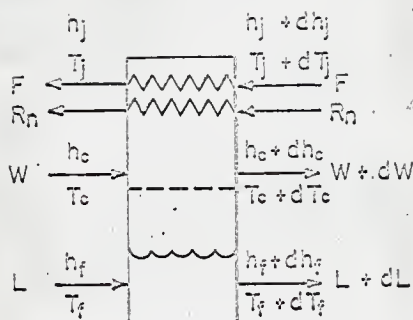 hj hj + dhj
Tj Tj + dTj
F F
Rn Rn
hc hc + dhc
W W + dW
Tc Tc + dTc
hf hf + dhf
L L + dL
Tf Tf + dTf